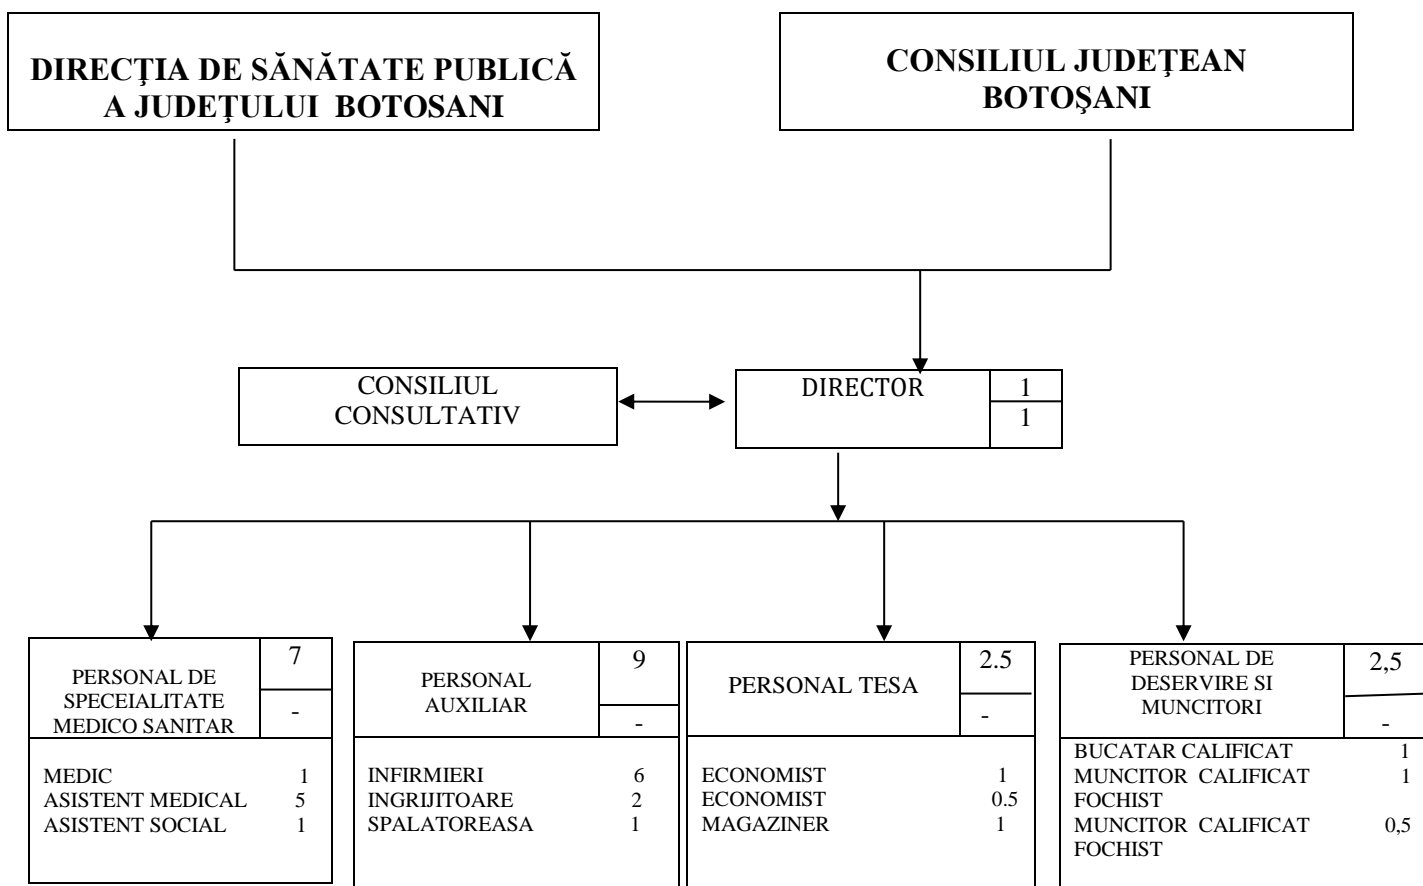 DIRECŢIA DE SĂNĂTATE PUBLICĂ
A JUDEŢULUI BOTOSANI
CONSILIUL JUDEŢEAN
BOTOŞANI
CONSILIUL
CONSULTATIV
DIRECTOR
1
1
PERSONAL DE
SPECEIALITATE
MEDICO SANITAR
7
-
MEDIC 1
ASISTENT MEDICAL 5
ASISTENT SOCIAL 1
PERSONAL
AUXILIAR
9
-
INFIRMIERI 6
INGRIJITOARE 2
SPALATOREASA 1
PERSONAL TESA
2.5
-
ECONOMIST 1
ECONOMIST 0.5
MAGAZINER 1
PERSONAL DE
DESERVIRE SI
MUNCITORI
2,5
-
BUCATAR CALIFICAT 1
MUNCITOR CALIFICAT 1
FOCHIST
MUNCITOR CALIFICAT 0,5
FOCHIST